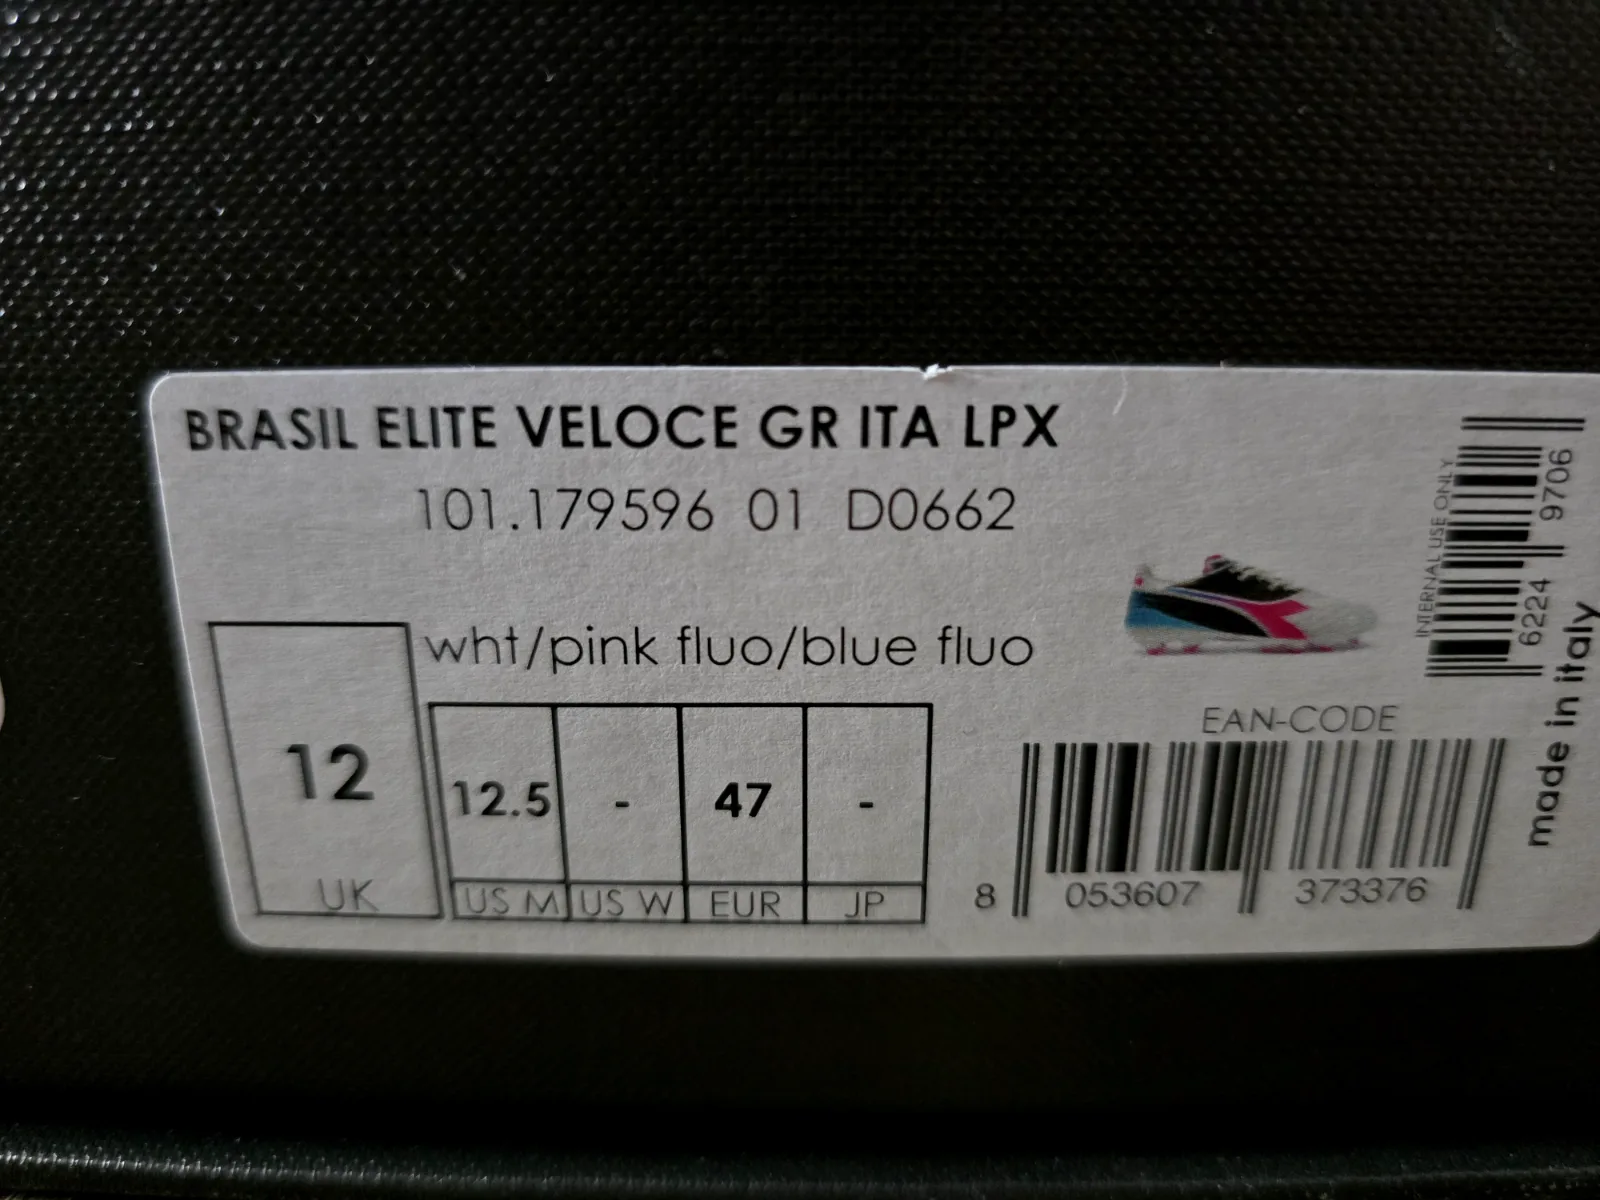 BRASIL ELITE VELOCE GR ITA LPX
101.179596 01 D0662
wht/pink fluo/blue fluo
12
UK
12.5 - 47 -
US M US W EUR JP
INTERNAL USE ONLY
6224 9706
made in italy
EAN-CODE
8 053607 373376